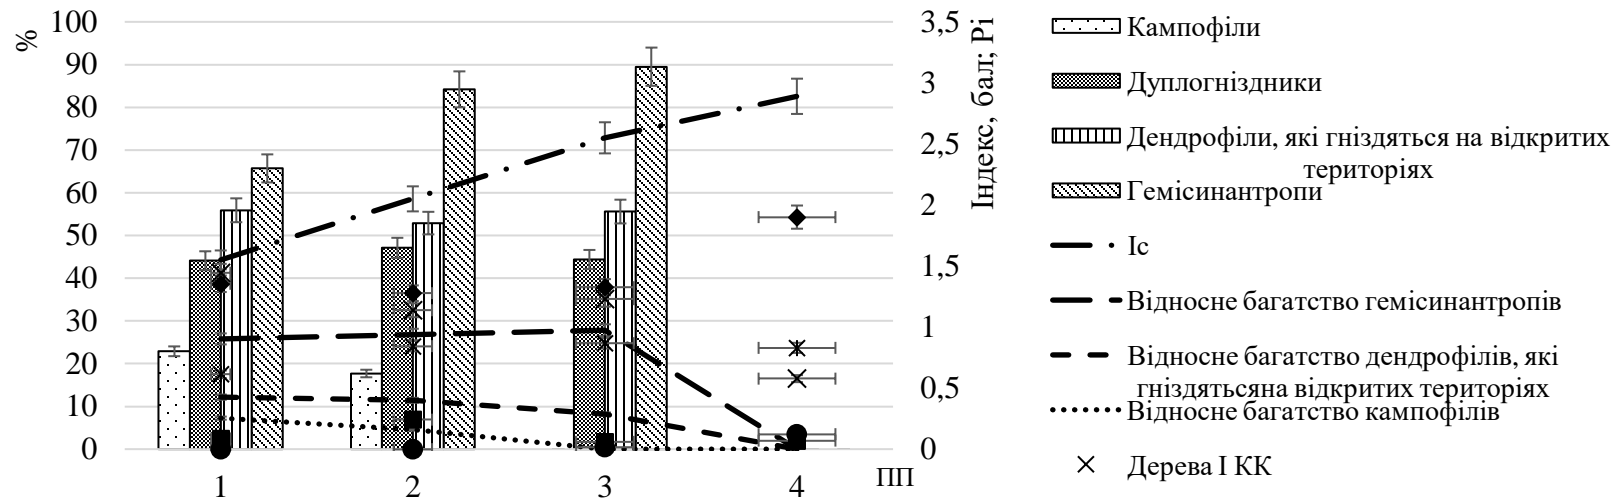 %
100
90
80
70
60
50
40
30
20
10
0
1
2
3
4
ПП
3,5
3
2,5
2
1,5
1
0,5
0
Індекс, бал; Pi
Кампофіли
Дуплогніздники
Дендрофіли, які гніздяться на відкритих
територіях
Гемісинантропи
Іс
Відносне багатство гемісинантропів
Відносне багатство дендрофілів, які
гніздятьсяна відкритих територіях
Відносне багатство кампофілів
Дерева І КК